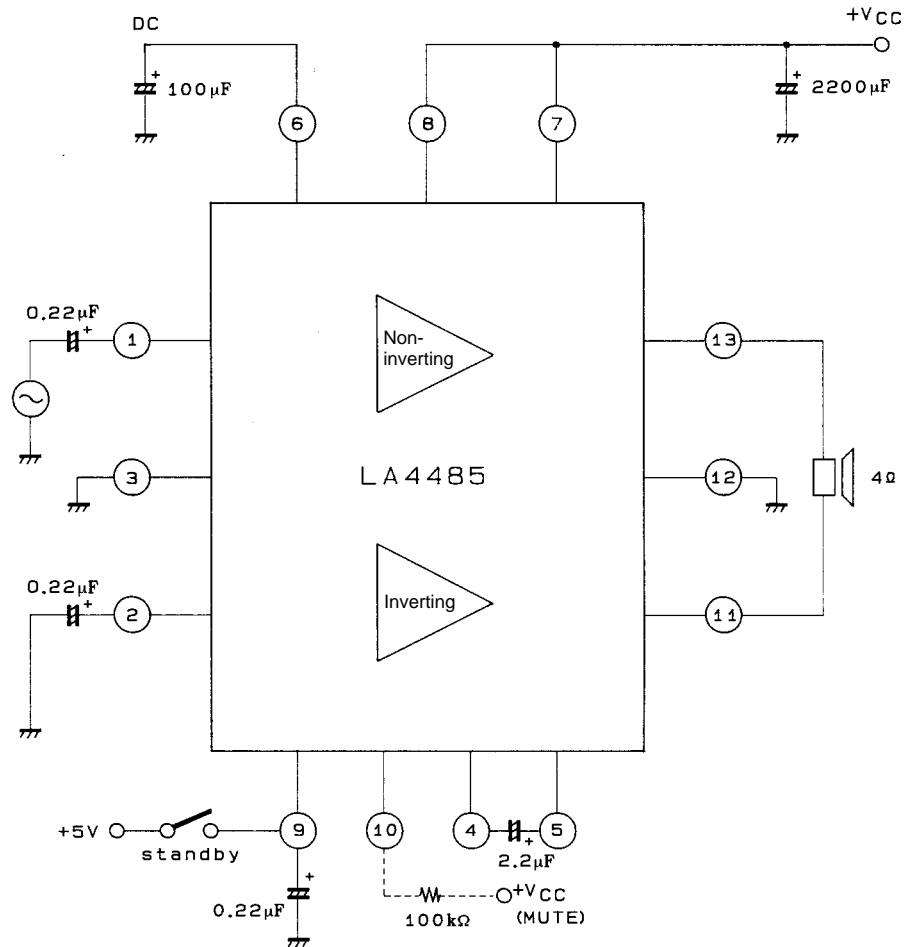 DC
+VCC
100μF
2200μF
6
8
7
0.22μF
1
Non-
inverting
13
3
LA4485
12
4Ω
0.22μF
2
Inverting
11
+5V
standby
9
10
4
5
2.2μF
0.22μF
100kΩ
+VCC
(MUTE)